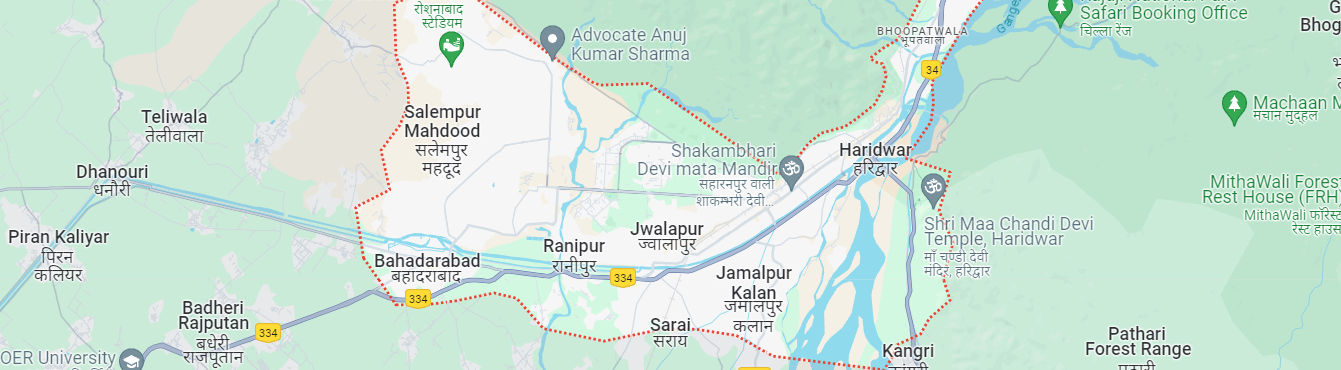 रोशनाबाद
स्टेडियम
Advocate Anuj
Kumar Sharma
BHOOPATWALA
भूपतवाला
Ganges
Safari Booking Office
चिल्ला रेंज
G
Bhog
34
Machaan M
मचान मुद्हल
Teliwala
तेलीवाला
Salempur
Mahdood
सलेमपुर
महदूद
Dhanouri
धनौरी
Shakambhari
Devi mata Mandir
सहारनपुर वाली
शाकम्भरी देवी...
Haridwar
हरिद्वार
MithaWali Forest
Rest House (FRH)
MithaWali फॉरेस्ट
रेस्ट हाउस
Shri Maa Chandi Devi
Temple, Haridwar
माँ चण्डी देवी
मंदिर, हरिद्वार
Piran Kaliyar
पिरन
कलियर
Bahadarabad
बहादराबाद
Ranipur
रानीपुर
Jwalapur
ज्वालापुर
334
334
Jamalpur
Kalan
जमालपुर
कलान
Badheri
Rajputan
बधेरी
राजपूतान
334
Sarai
सराय
OER University
Kangri
Pathari
Forest Range